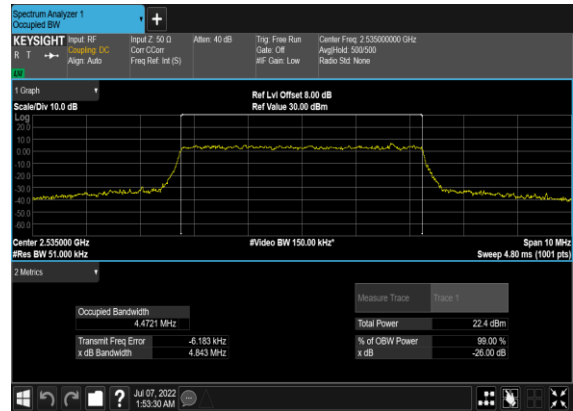 Spectrum Analyzer 1
Occupied BW
+
KEYSIGHT Input: RF Input Z: 50 Ω Atten: 40 dB Trig: Free Run Center Freq: 2.535000000 GHz
R T Coupling: DC Corr CCorr Gate: Off Avg|Hold: 500/500
Align: Auto Freq Ref: Int (S) #IF Gain: Low Radio Std: None
1 Graph
Ref Lvl Offset 8.00 dB
Scale/Div 10.0 dB Ref Value 30.00 dBm
Log
20.0
10.0
0.00
-10.0
-20.0
-30.0
-40.0
-50.0
-60.0
Center 2.535000 GHz #Video BW 150.00 kHz* Span 10 MHz
#Res BW 51.000 kHz Sweep 4.80 ms (1001 pts)
2 Metrics
Measure Trace Trace 1
Occupied Bandwidth
4.4721 MHz Total Power 22.4 dBm
Transmit Freq Error -6.183 kHz % of OBW Power 99.00 %
x dB Bandwidth 4.843 MHz x dB -26.00 dB
? Jul 07, 2022
1:53:30 AM